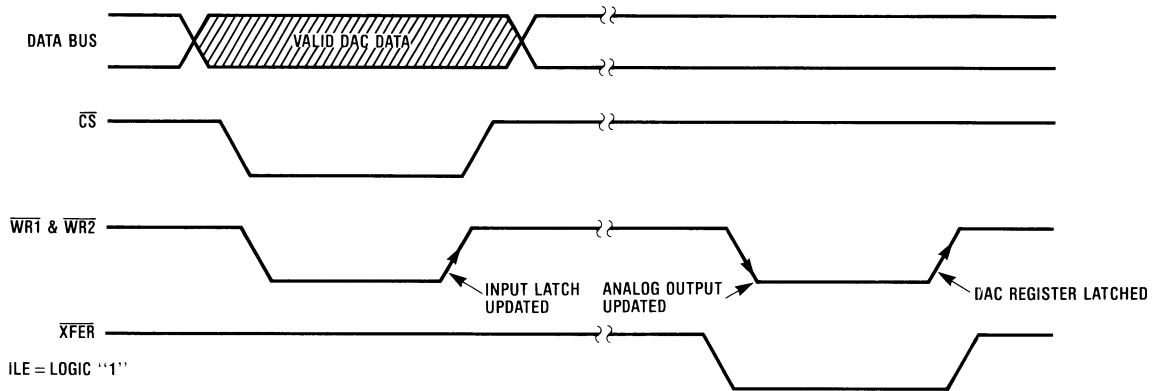 DATA BUS
VALID DAC DATA
CS
WR1 & WR2
INPUT LATCH
UPDATED
ANALOG OUTPUT
UPDATED
DAC REGISTER LATCHED
XFER
ILE = LOGIC “1”